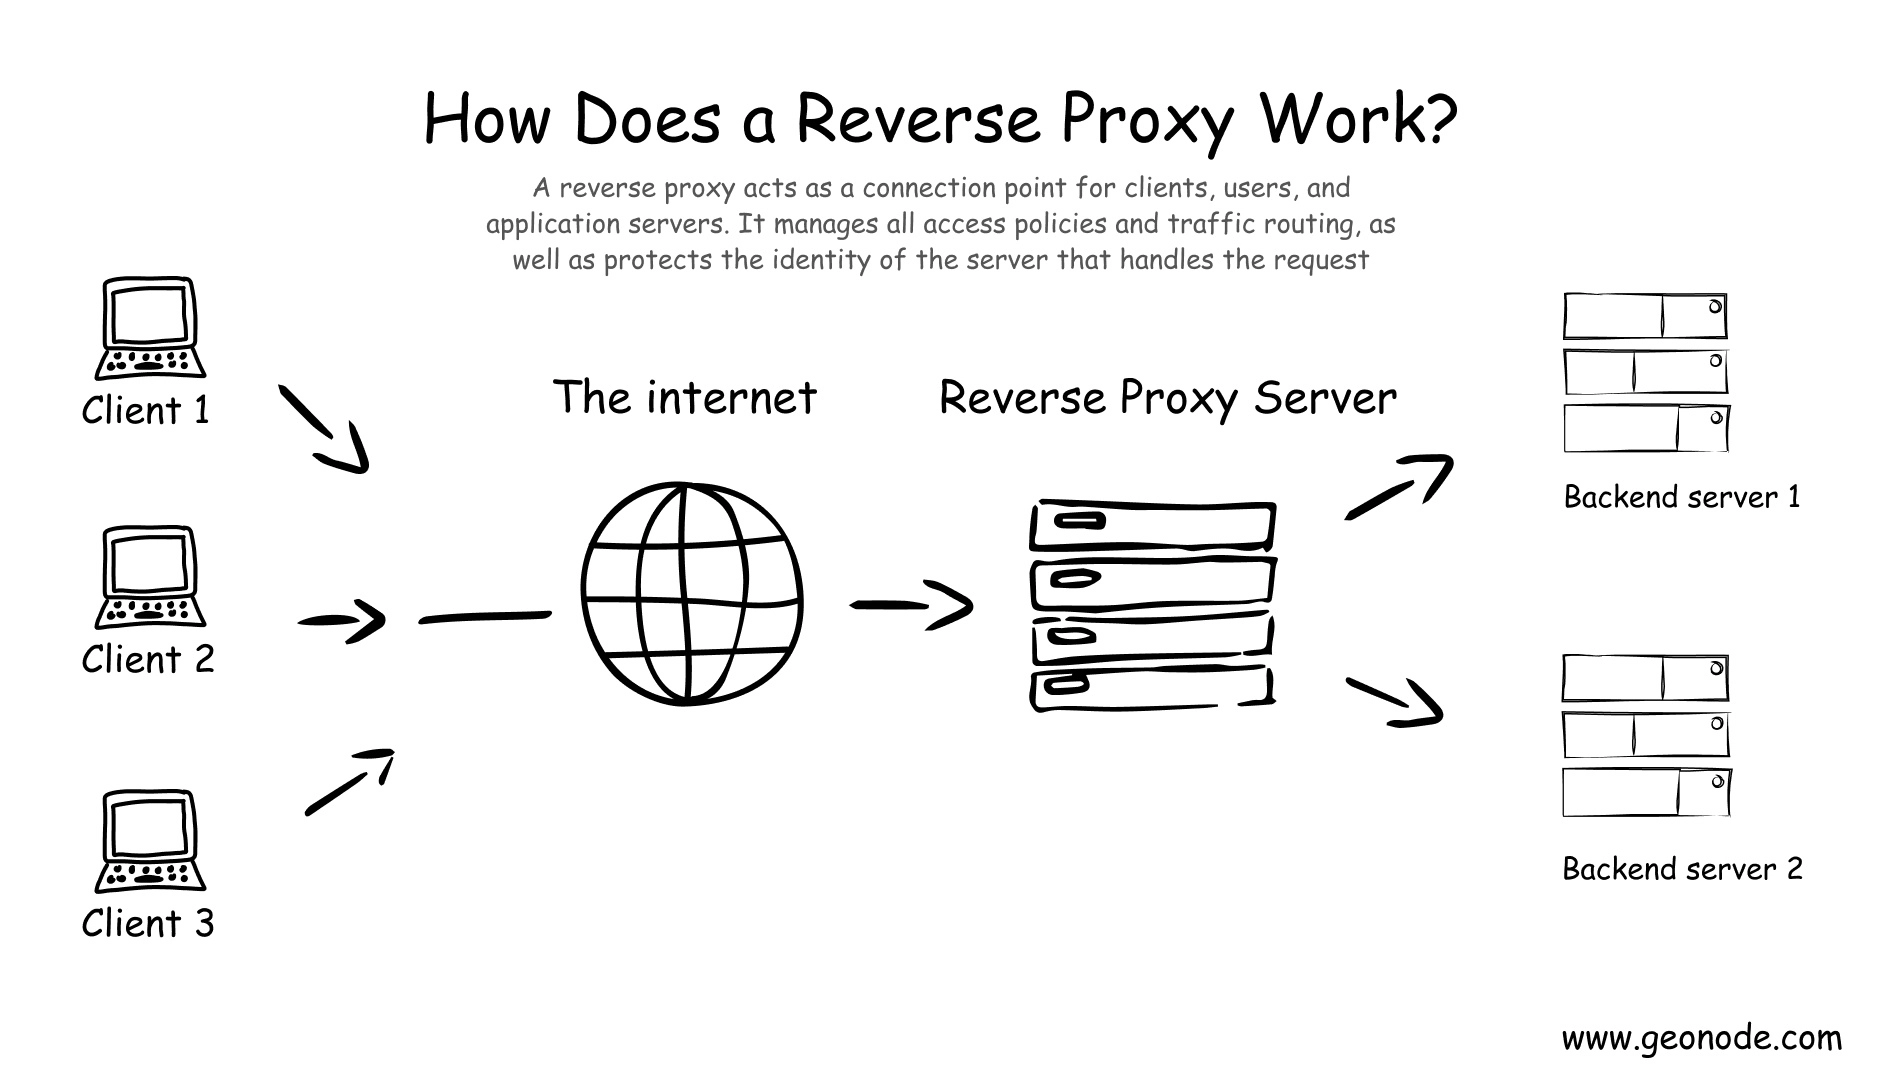 How Does a Reverse Proxy Work?
A reverse proxy acts as a connection point for clients, users, and
application servers. It manages all access policies and traffic routing, as
well as protects the identity of the server that handles the request
Client 1
The internet
Reverse Proxy Server
Backend server 1
Client 2
Backend server 2
Client 3
www.geonode.com